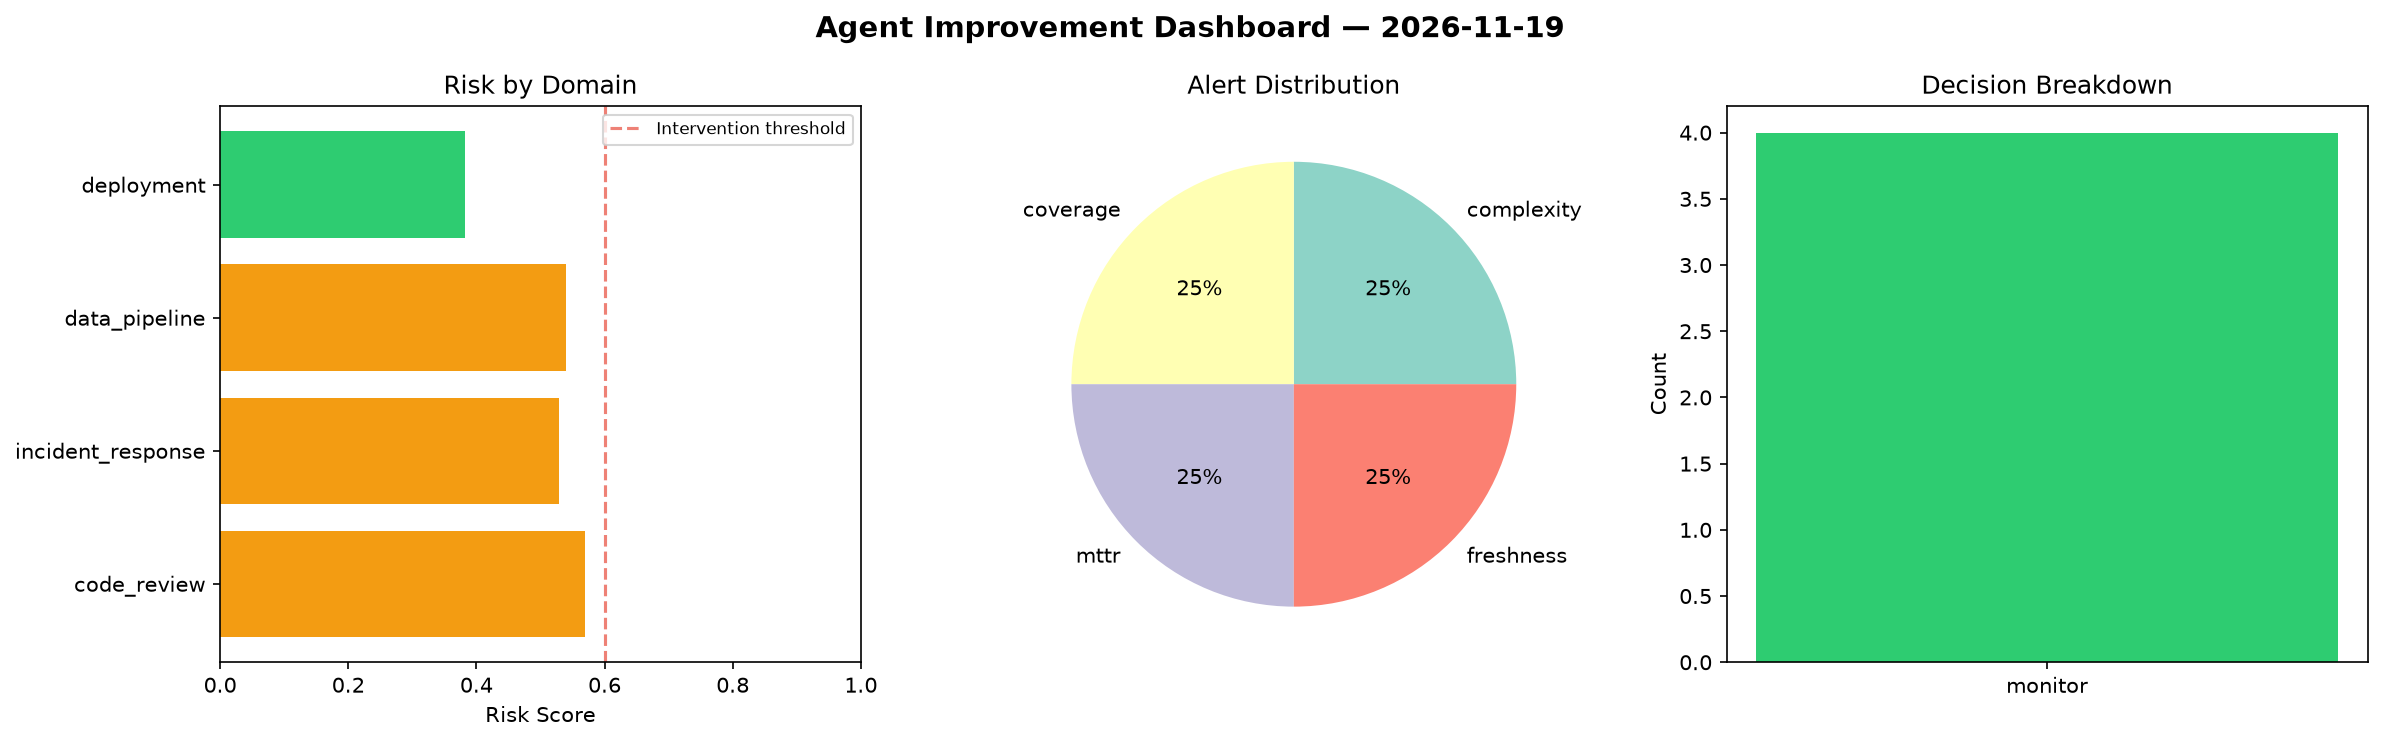 Agent Improvement Dashboard — 2026-11-19
Risk by Domain
Intervention threshold
deployment
data_pipeline
incident_response
code_review
0.0 0.2 0.4 0.6 0.8 1.0
Risk Score
Alert Distribution
coverage
complexity
25%
25%
25%
25%
mttr
freshness
Decision Breakdown
Count
4.0
3.5
3.0
2.5
2.0
1.5
1.0
0.5
0.0
monitor